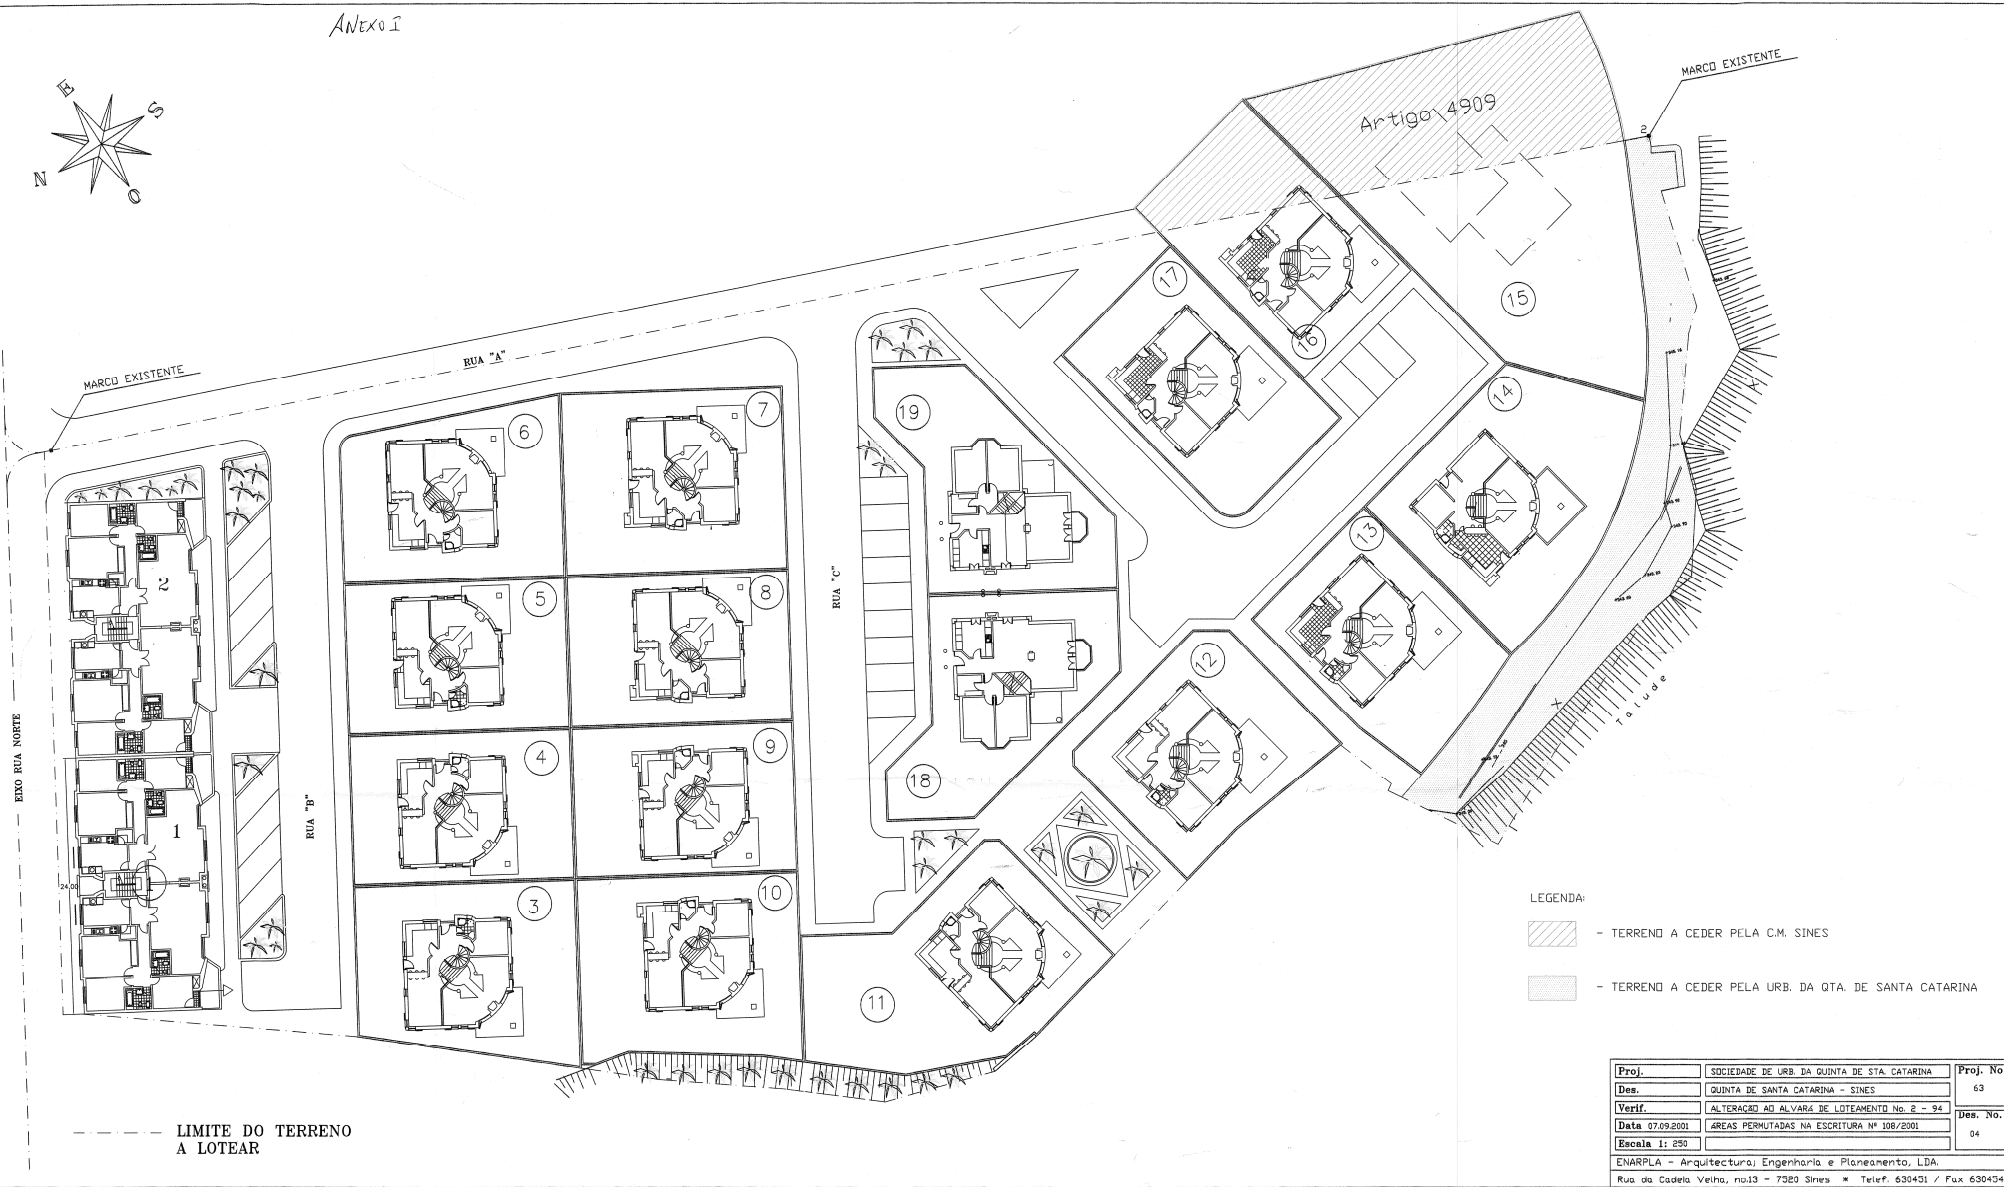 ANEXO I
E
S
N
O
MARCO EXISTENTE
2
Artigo 4909
MARCO EXISTENTE
RUA "A"
17
16
15
14
13
12
19
18
11
6
7
5
8
4
9
3
10
2
1
24.00
EIXO RUA NORTE
RUA "B"
RUA "C"
Talude
LEGENDA:
- TERRENO A CEDER PELA C.M. SINES
- TERRENO A CEDER PELA URB. DA QTA. DE SANTA CATARINA
LIMITE DO TERRENO
A LOTEAR
Proj. SOCIEDADE DE URB. DA QUINTA DE STA. CATARINA Proj. No
Des. QUINTA DE SANTA CATARINA - SINES 63
Verif. ALTERAÇÃO AO ALVARÁ DE LOTEAMENTO No. 2 - 94
Des. No.
Data 07.09.2001 ÁREAS PERMUTADAS NA ESCRITURA Nº 108/2001
04
Escala 1: 250
ENARPLA - Arquitectura, Engenharia e Planeamento, LDA.
Rua da Cadeia Velha, no.13 - 7520 Sines * Telef. 630451 / Fax 630454